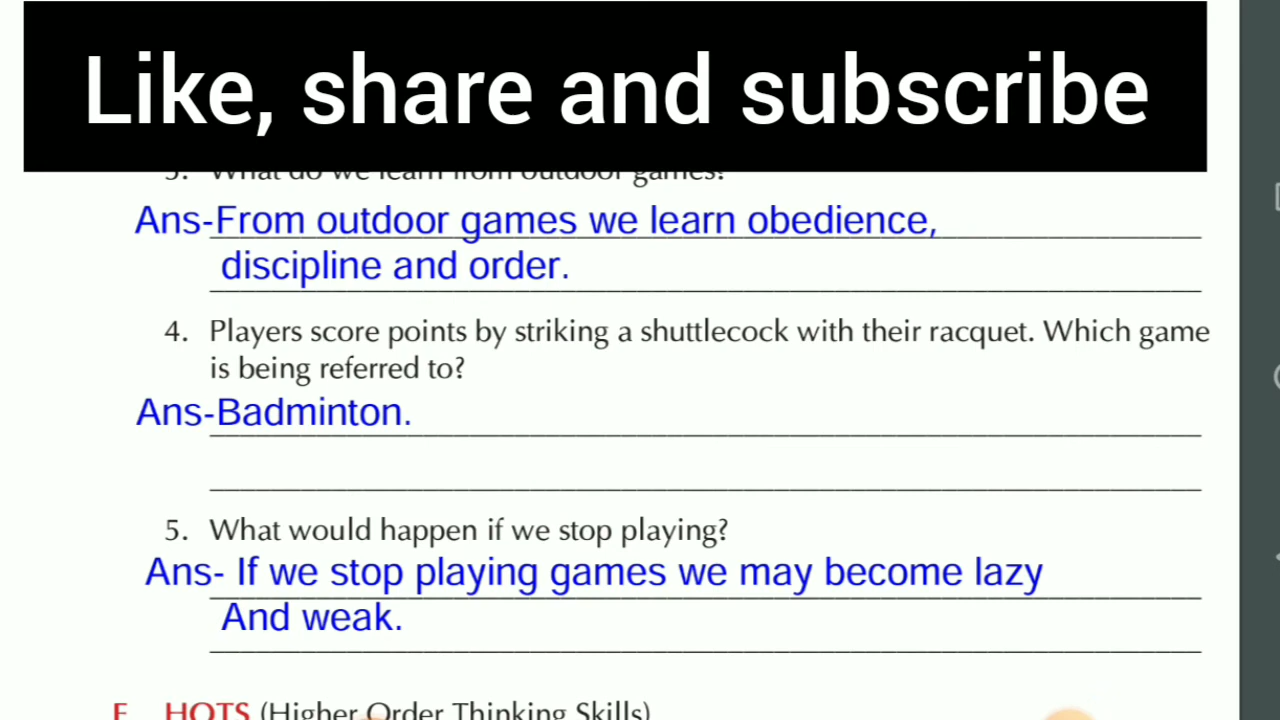 Like, share and subscribe
3. What do we learn from outdoor games?
Ans-From outdoor games we learn obedience,
discipline and order.
4. Players score points by striking a shuttlecock with their racquet. Which game
is being referred to?
Ans-Badminton.
5. What would happen if we stop playing?
Ans- If we stop playing games we may become lazy
And weak.
E HOTS (Higher Order Thinking Skills)